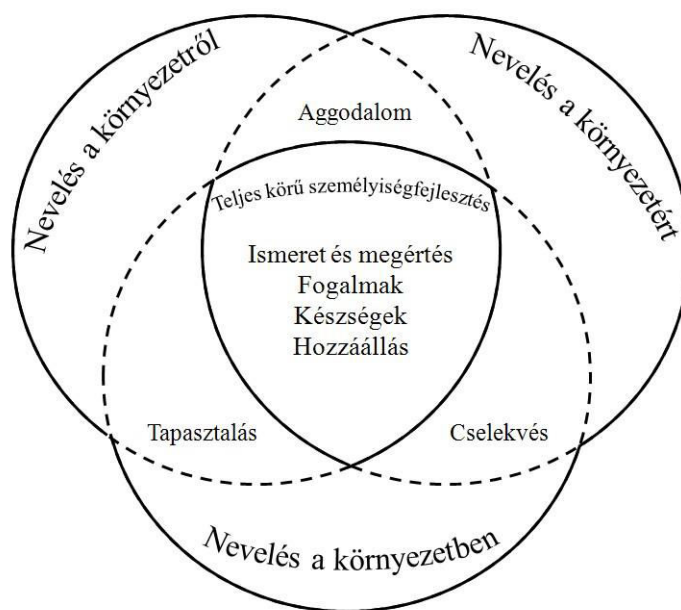 Nevelés a környezetről
Nevelés a környezetért
Aggodalom
Teljes körű személyiségfejlesztés
Ismeret és megértés
Fogalmak
Készségek
Hozzáállás
Tapasztalás
Cselekvés
Nevelés a környezetben